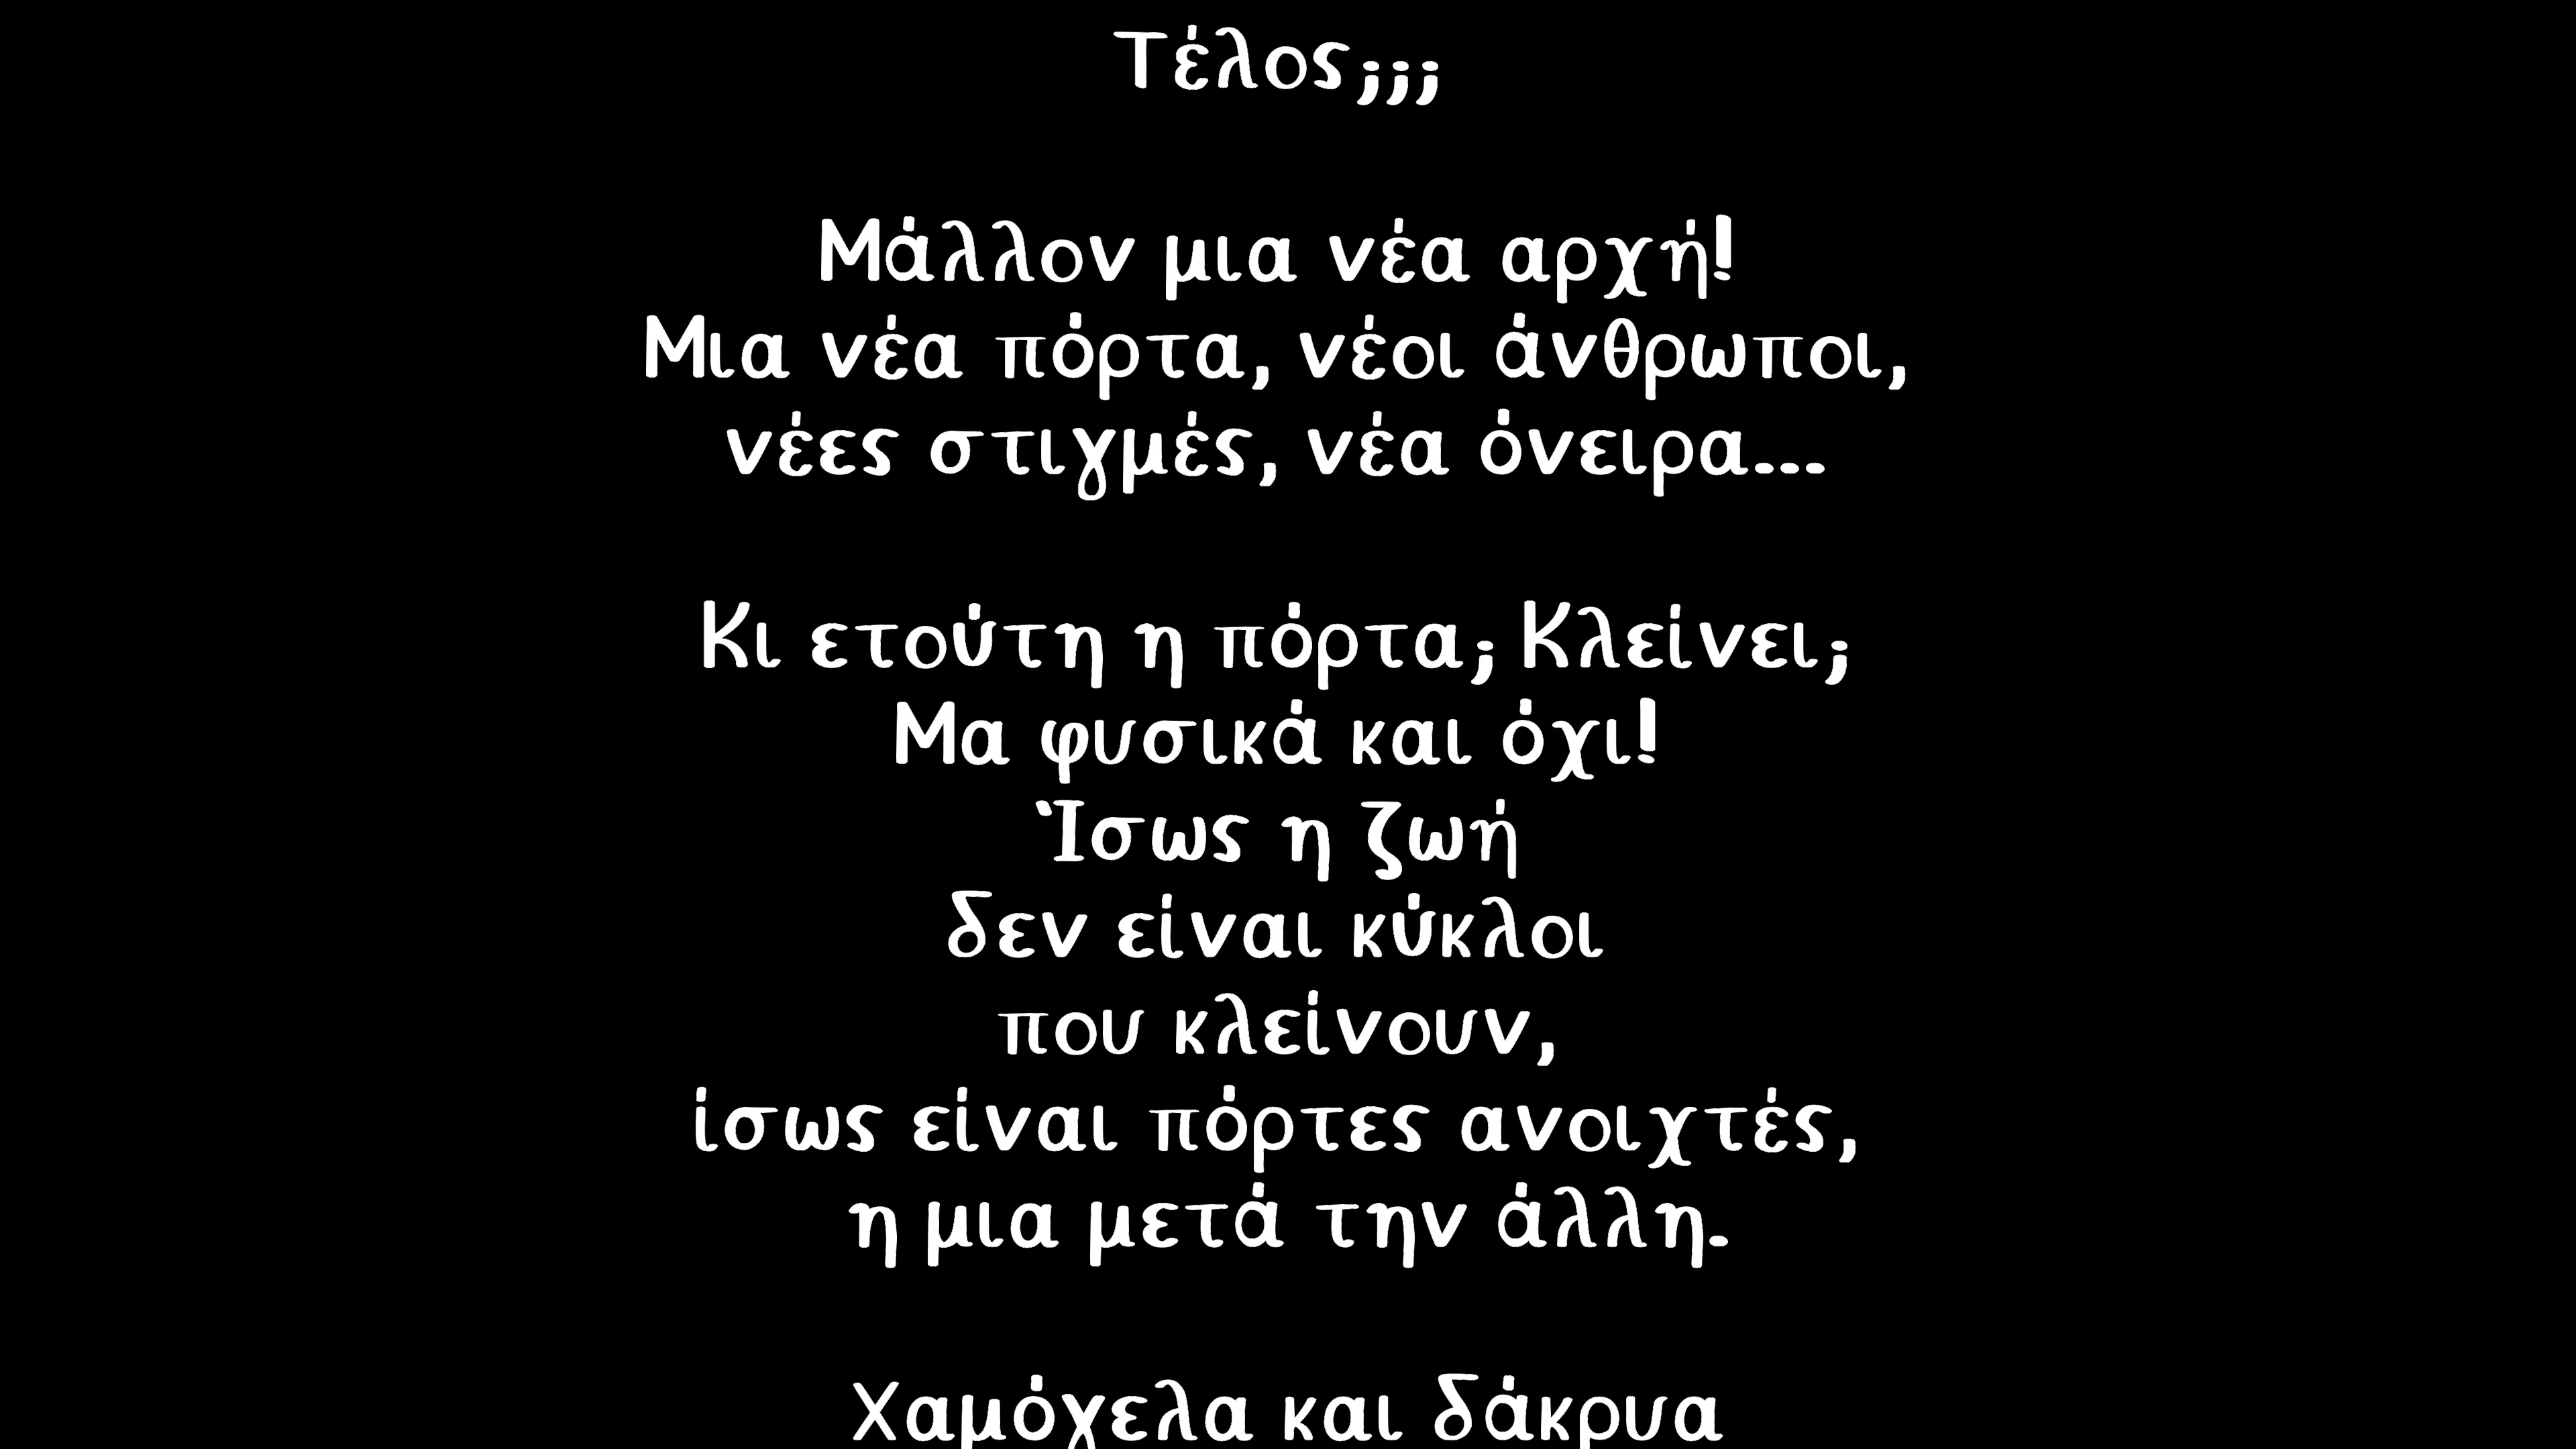 Τέλος;;;
Μάλλον μια νέα αρχή!
Μια νέα πόρτα, νέοι άνθρωποι,
νέες στιγμές, νέα όνειρα...
Κι ετούτη η πόρτα; Κλείνει;
Μα φυσικά και όχι!
Ἲσως η ζωή
δεν είναι κύκλοι
που κλείνουν,
ίσως είναι πόρτες ανοιχτές,
η μια μετά την άλλη.
Χαμόγελα και δάκρυα